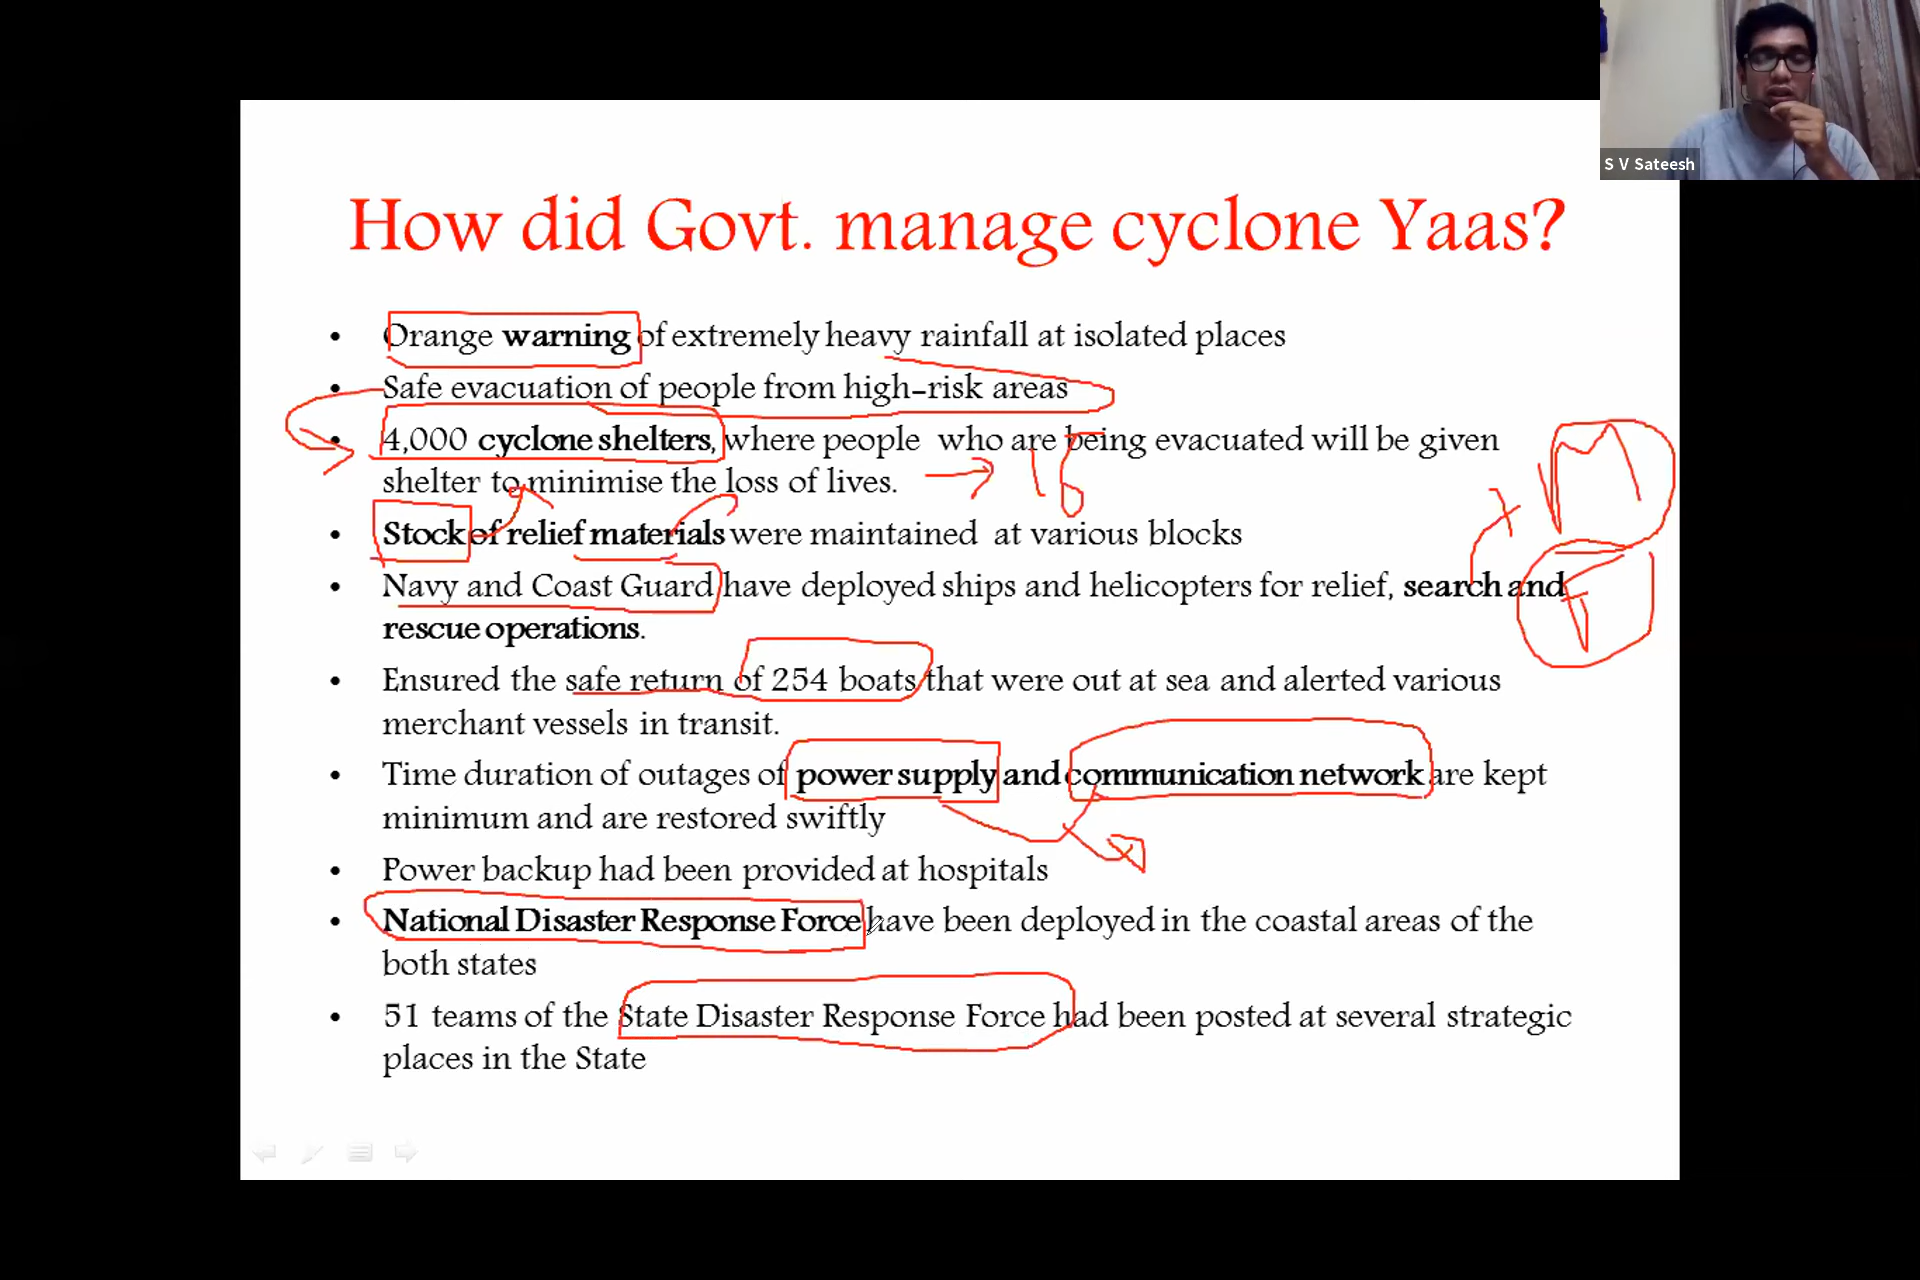 S V Sateesh
How did Govt. manage cyclone Yaas?
• Orange warning of extremely heavy rainfall at isolated places
• Safe evacuation of people from high-risk areas
• 4,000 cyclone shelters, where people who are being evacuated will be given
shelter to minimise the loss of lives.
18
• Stock of relief materials were maintained at various blocks
• Navy and Coast Guard have deployed ships and helicopters for relief, search and
rescue operations.
• Ensured the safe return of 254 boats that were out at sea and alerted various
merchant vessels in transit.
• Time duration of outages of power supply and communication network are kept
minimum and are restored swiftly
• Power backup had been provided at hospitals
• National Disaster Response Force have been deployed in the coastal areas of the
both states
• 51 teams of the State Disaster Response Force had been posted at several strategic
places in the State